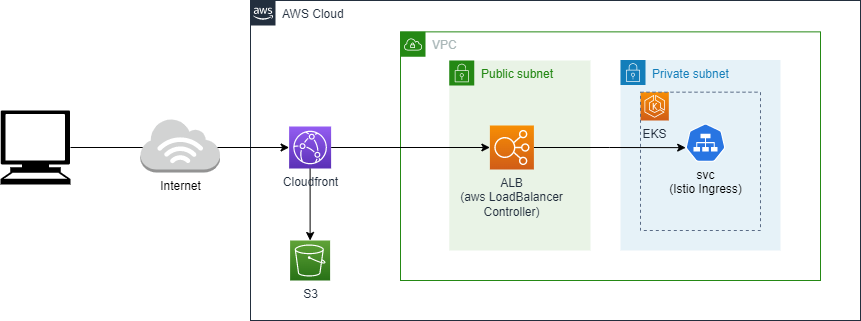 aws
AWS Cloud
VPC
Public subnet
Private subnet
EKS
Internet
Cloudfront
ALB
(aws LoadBalancer
Controller)
svc
(Istio Ingress)
S3